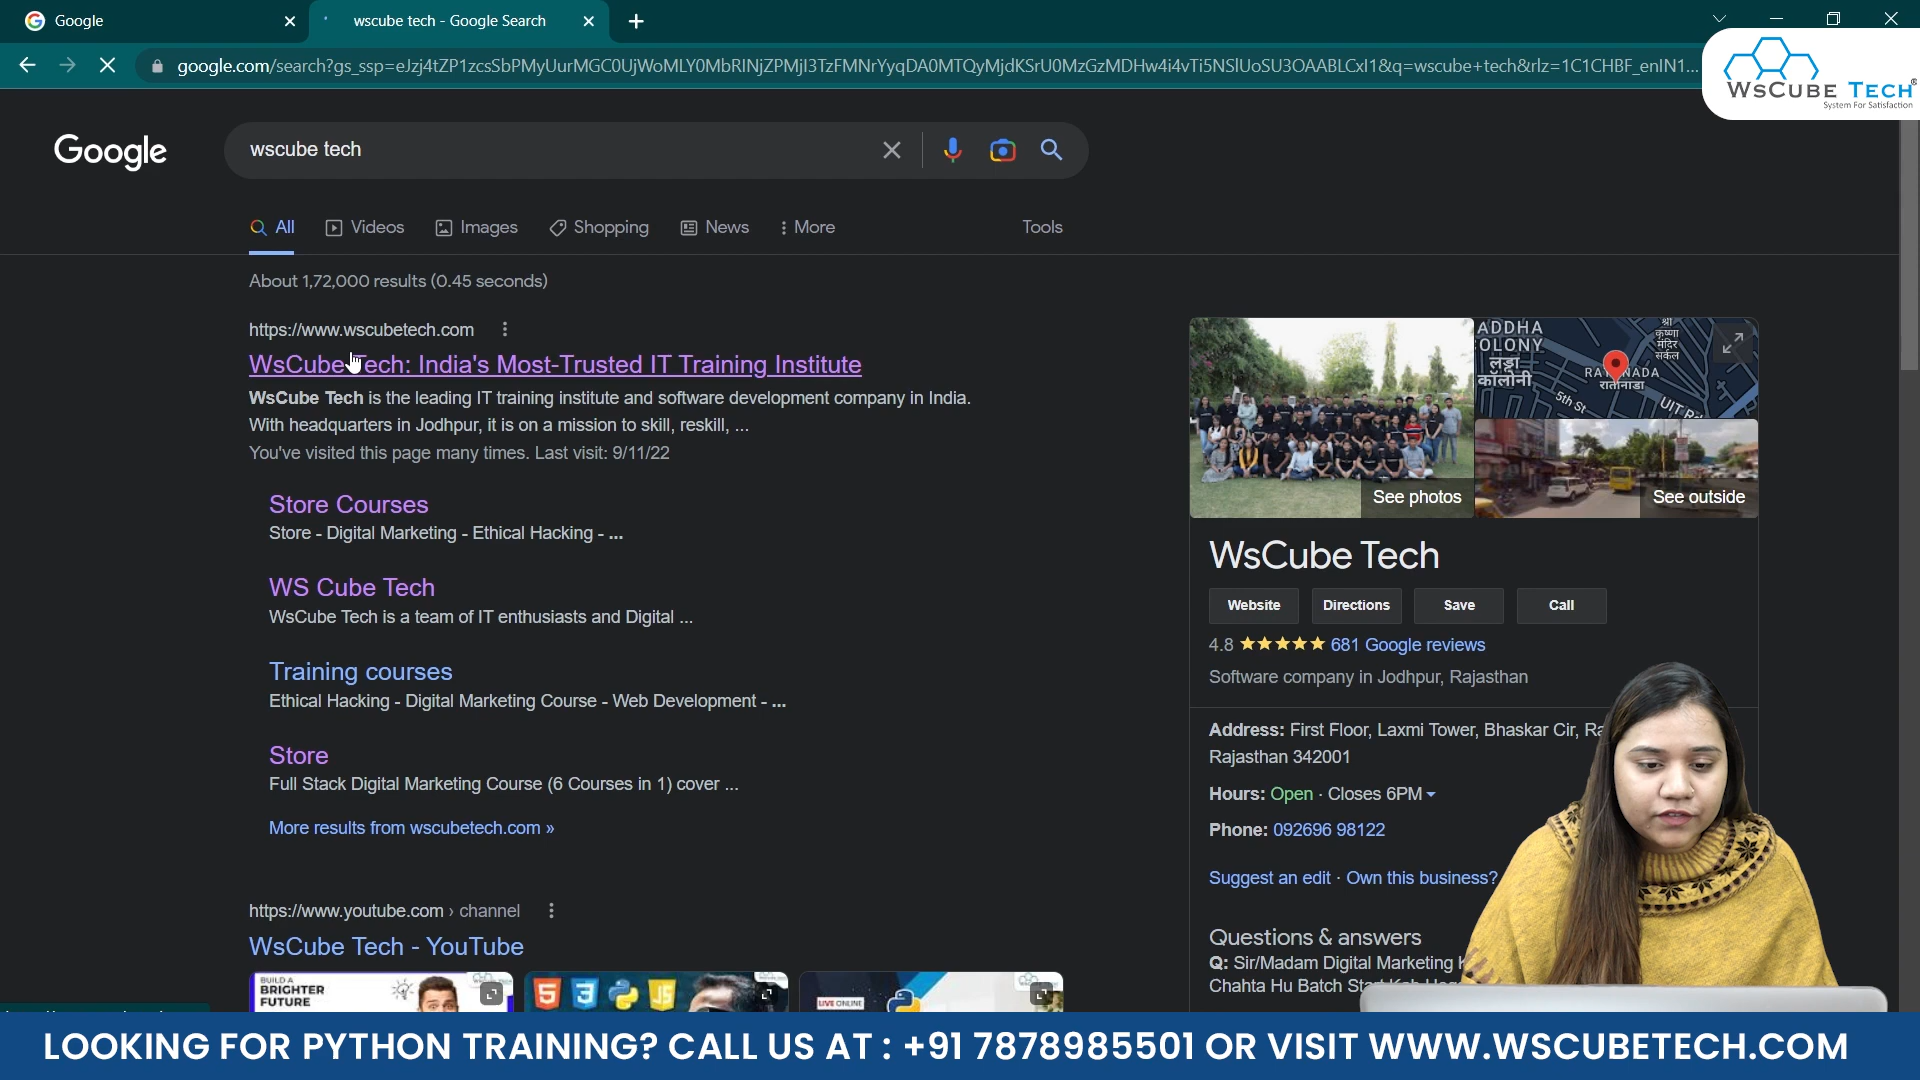 Google
wscube tech - Google Search
google.com/search?gs_ssp=eJzj4tZP1zcsSbPMyUurMGC0UjWoMLY0MbRINjZPMjI3TzFMNrYyqDA0MTQyMjdKSrU0MzGzMDHw4i4vTi5NSlUoSU3OAABLCxI1&q=wscube+tech&rlz=1C1CHBF_enIN1...
WsCube Tech
System For Satisfaction
Google
wscube tech
All
Videos
Images
Shopping
News
More
Tools
About 1,72,000 results (0.45 seconds)
https://www.wscubetech.com
WsCube Tech: India's Most-Trusted IT Training Institute
WsCube Tech is the leading IT training institute and software development company in India.
With headquarters in Jodhpur, it is on a mission to skill, reskill, ...
You've visited this page many times. Last visit: 9/11/22
Store Courses
Store - Digital Marketing - Ethical Hacking - ...
WS Cube Tech
WsCube Tech is a team of IT enthusiasts and Digital ...
Training courses
Ethical Hacking - Digital Marketing Course - Web Development - ...
Store
Full Stack Digital Marketing Course (6 Courses in 1) cover ...
More results from wscubetech.com »
https://www.youtube.com › channel
WsCube Tech - YouTube
BUILD A
BRIGHTER
FUTURE
LIVE ONLINE
ADDHA
OLONY
लड्ढा
कॉलोनी
श्री
कृष्णा
मंदिर
सर्कल
RATANADA
रातानाडा
5th St
UIT R
See photos
See outside
WsCube Tech
Website
Directions
Save
Call
4.8 ★★★★★ 681 Google reviews
Software company in Jodhpur, Rajasthan
Address: First Floor, Laxmi Tower, Bhaskar Cir, Ra
Rajasthan 342001
Hours: Open · Closes 6PM
Phone: 092696 98122
Suggest an edit · Own this business?
Questions & answers
Q: Sir/Madam Digital Marketing
Chahta Hu Batch
LOOKING FOR PYTHON TRAINING? CALL US AT : +91 7878985501 OR VISIT WWW.WSCUBETECH.COM